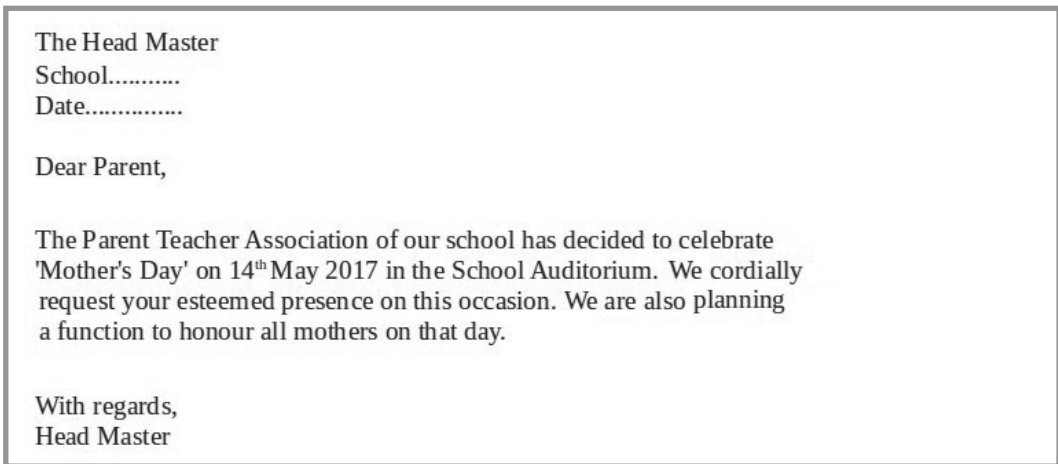 The Head Master
School...........
Date...............
Dear Parent,
The Parent Teacher Association of our school has decided to celebrate
'Mother's Day' on 14th May 2017 in the School Auditorium. We cordially
request your esteemed presence on this occasion. We are also planning
a function to honour all mothers on that day.
With regards,
Head Master